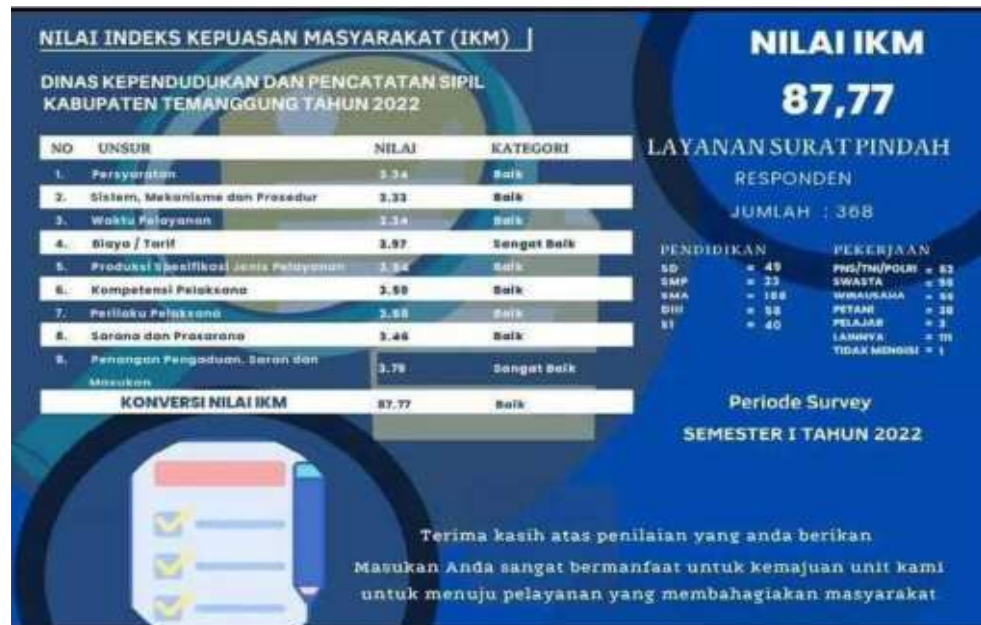 NILAI INDEKS KEPUASAN MASYARAKAT (IKM)
DINAS KEPENDUDUKAN DAN PENCATATAN SIPIL
KABUPATEN TEMANGGUNG TAHUN 2022
NO UNSUR NILAI KATEGORI
1. Persyaratan 3.34 Baik
2. Sistem, Mekanisme dan Prosedur 3.33 Baik
3. Waktu Pelayanan 3.34 Baik
4. Biaya / Tarif 3.97 Sangat Baik
5. Produksi Spesifikasi Jenis Pelayanan Baik
6. Kompetensi Pelaksana Baik
7. Perilaku Pelaksana Baik
8. Sarana dan Prasarana 3.46 Baik
9. Penangan Pengaduan, Saran dan
Masukan 3.79 Sangat Baik
KONVERSI NILAI IKM 87.77 Baik
NILAI IKM
87,77
LAYANAN SURAT PINDAH
RESPONDEN
JUMLAH : 368
PENDIDIKAN
SD = 49
SMP = 23
SMA =
DIII = 58
S1 = 40
PEKERJAAN
PNS/TNI/POLRI =
SWASTA =
WIRAUSAHA =
PETANI = 38
PELAJAR =
LAINNYA = 111
TIDAK MENGISI = 1
Periode Survey
SEMESTER I TAHUN 2022
Terima kasih atas penilaian yang anda berikan
Masukan Anda sangat bermanfaat untuk kemajuan unit kami
untuk menuju pelayanan yang membahagiakan masyarakat